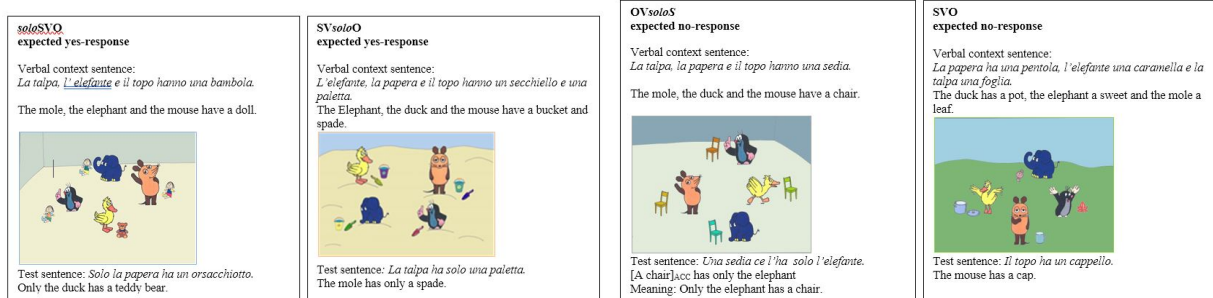 soloSVO
expected yes-response
Verbal context sentence:
La talpa, l' elefante e il topo hanno una bambola.
The mole, the elephant and the mouse have a doll.
Test sentence: Solo la papera ha un orsacchiotto.
Only the duck has a teddy bear.
SVsoloO
expected yes-response
Verbal context sentence:
L'elefante, la papera e il topo hanno un secchiello e una
paletta.
The Elephant, the duck and the mouse have a bucket and
spade.
Test sentence: La talpa ha solo una paletta.
The mole has only a spade.
OVsoloS
expected no-response
Verbal context sentence:
La talpa, la papera e il topo hanno una sedia.
The mole, the duck and the mouse have a chair.
Test sentence: Una sedia ce l'ha solo l'elefante.
[A chair]ACC has only the elephant
Meaning: Only the elephant has a chair.
SVO
expected no-response
Verbal context sentence:
La papera ha una pentola, l'elefante una caramella e la
talpa una foglia.
The duck has a pot, the elephant a sweet and the mole a
leaf.
Test sentence: Il topo ha un cappello.
The mouse has a cap.